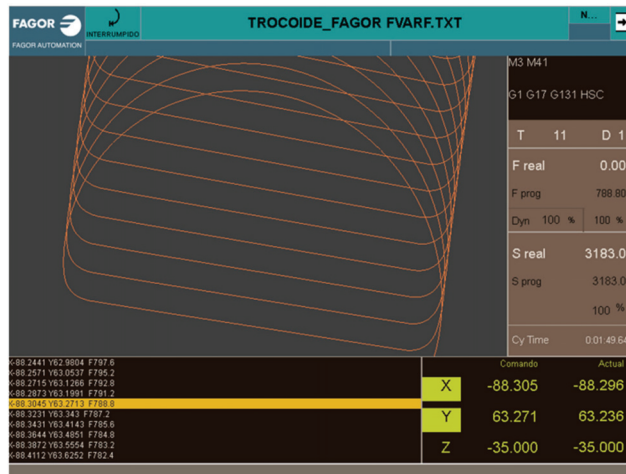 FAGOR
FAGOR AUTOMATION
INTERRUMPIDO
TROCOIDE_FAGOR FVARF.TXT
N...
M3 M41
G1 G17 G131 HSC
T 11 D 1
F real 0.00
F prog 788.80
Dyn 100 % 100 %
S real 3183.0
S prog 3183.0
100 %
Cy Time 0:01:49.64
X-88.2441 Y62.9804 F797.6
X-88.2571 Y63.0537 F795.2
X-88.2715 Y63.1266 F792.8
X-88.2873 Y63.1991 F791.2
X-88.3045 Y63.2713 F788.8
X-88.3231 Y63.343 F787.2
X-88.3431 Y63.4143 F785.6
X-88.3644 Y63.4851 F784.8
X-88.3872 Y63.5554 F783.2
X-88.4112 Y63.6252 F782.4
Comando Actual
X -88.305 -88.296
Y 63.271 63.236
Z -35.000 -35.000